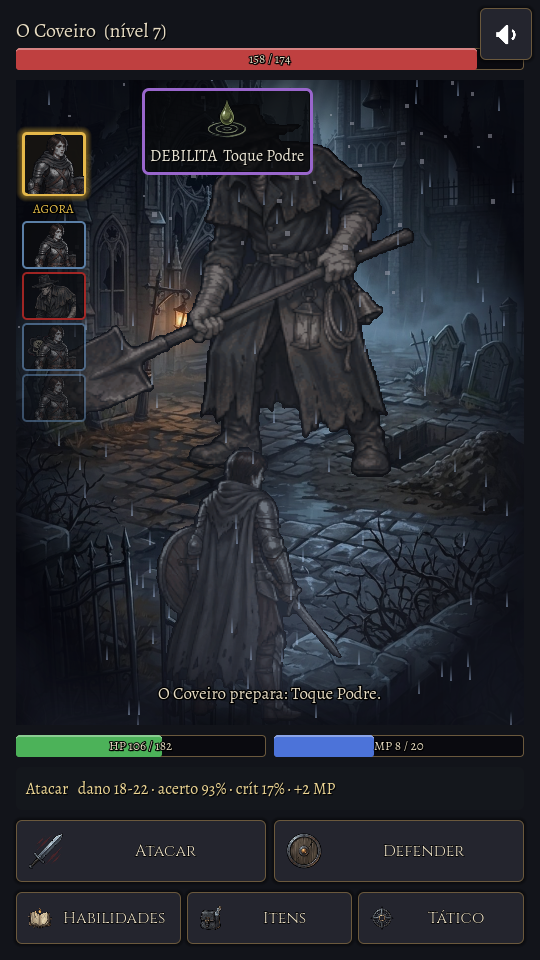 O Coveiro (nível 7)
158 / 174
DEBILITA Toque Podre
AGORA
O Coveiro prepara: Toque Podre.
HP 106 / 182
MP 8 / 20
Atacar dano 18-22 · acerto 93% · crít 17% · +2 MP
ATACAR
DEFENDER
HABILIDADES
ITENS
TÁTICO